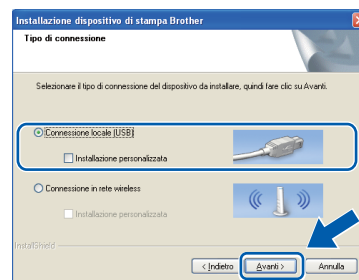 Installazione dispositivo di stampa Brother
Tipo di connessione
Selezionare il tipo di connessione del dispositivo da installare, quindi fare clic su Avanti.
Connessione locale (USB)
Installazione personalizzata
Connessione in rete wireless
Installazione personalizzata
InstallShield
< Indietro Avanti > Annulla